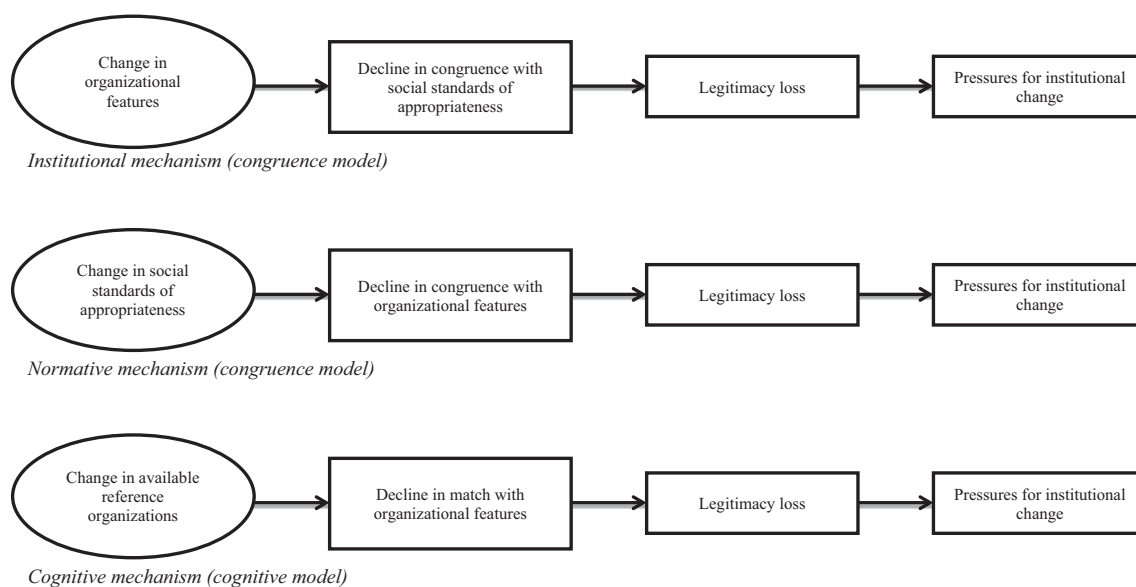 Change in
organizational
features
Decline in congruence with
social standards of
appropriateness
Legitimacy loss
Pressures for institutional
change
Institutional mechanism (congruence model)
Change in social
standards of
appropriateness
Decline in congruence with
organizational features
Legitimacy loss
Pressures for institutional
change
Normative mechanism (congruence model)
Change in available
reference
organizations
Decline in match with
organizational features
Legitimacy loss
Pressures for institutional
change
Cognitive mechanism (cognitive model)